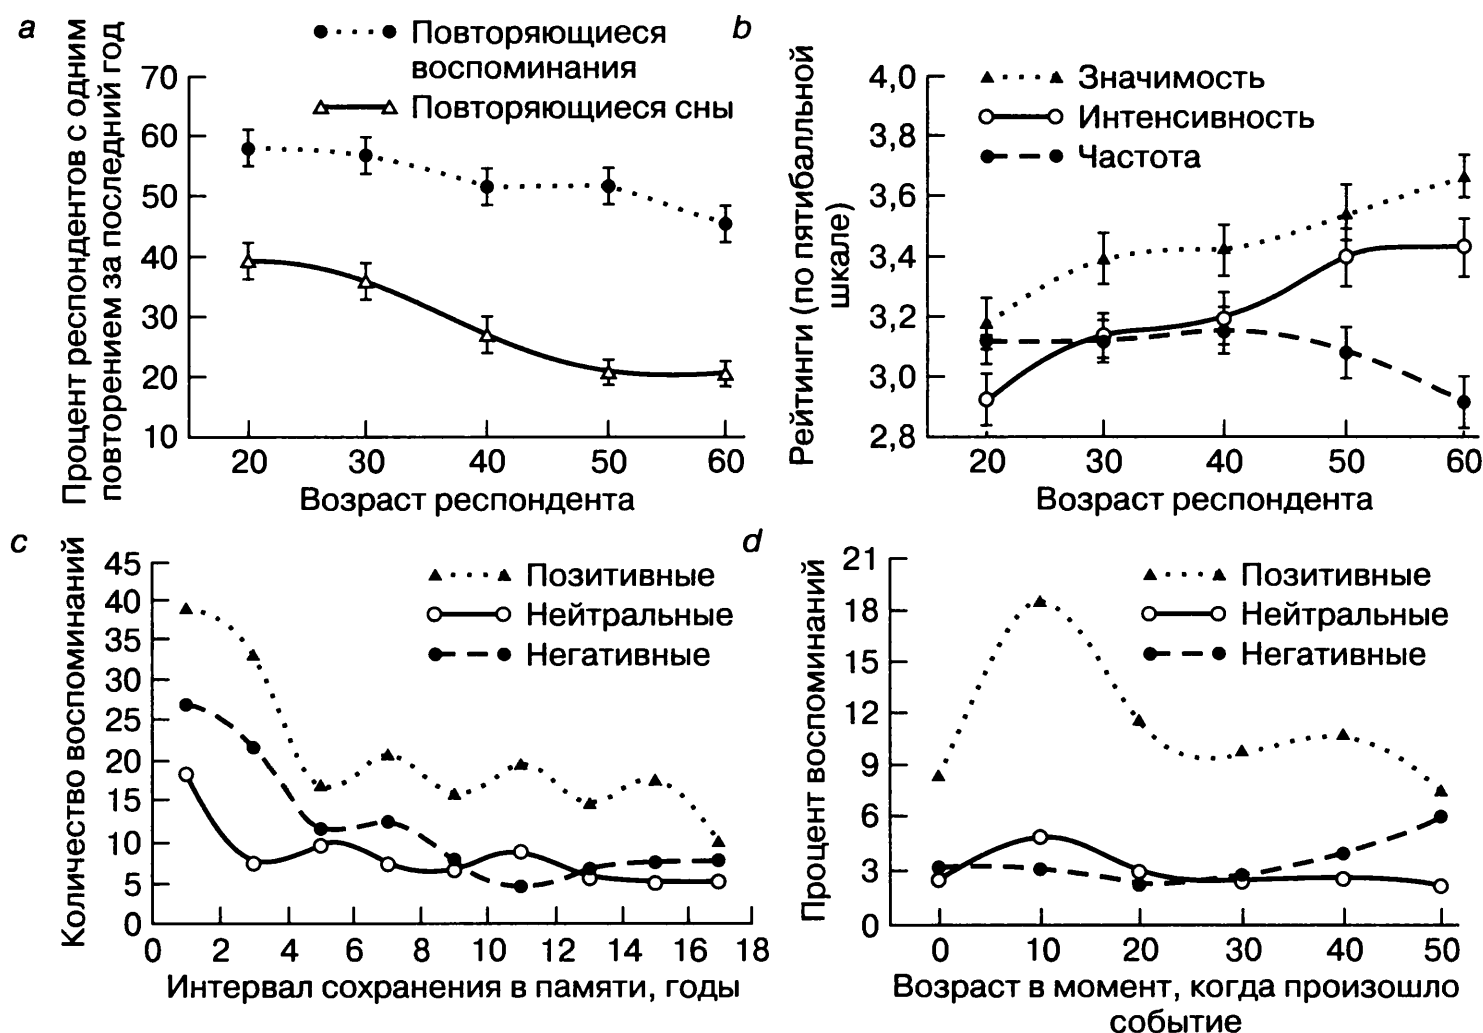 a
Процент респондентов с одним
повторением за последний год
Повторяющиеся
воспоминания
Повторяющиеся сны
70
60
50
40
30
20
10
20 30 40 50 60
Возраст респондента
b
Рейтинги (по пятибалльной
шкале)
Значимость
Интенсивность
Частота
4,0
3,8
3,6
3,4
3,2
3,0
2,8
20 30 40 50 60
Возраст респондента
c
Количество воспоминаний
Позитивные
Нейтральные
Негативные
45
40
35
30
25
20
15
10
5
0
0 2 4 6 8 10 12 14 16 18
Интервал сохранения в памяти, годы
d
Процент воспоминаний
Позитивные
Нейтральные
Негативные
21
18
15
12
9
6
3
0
0 10 20 30 40 50
Возраст в момент, когда произошло
событие